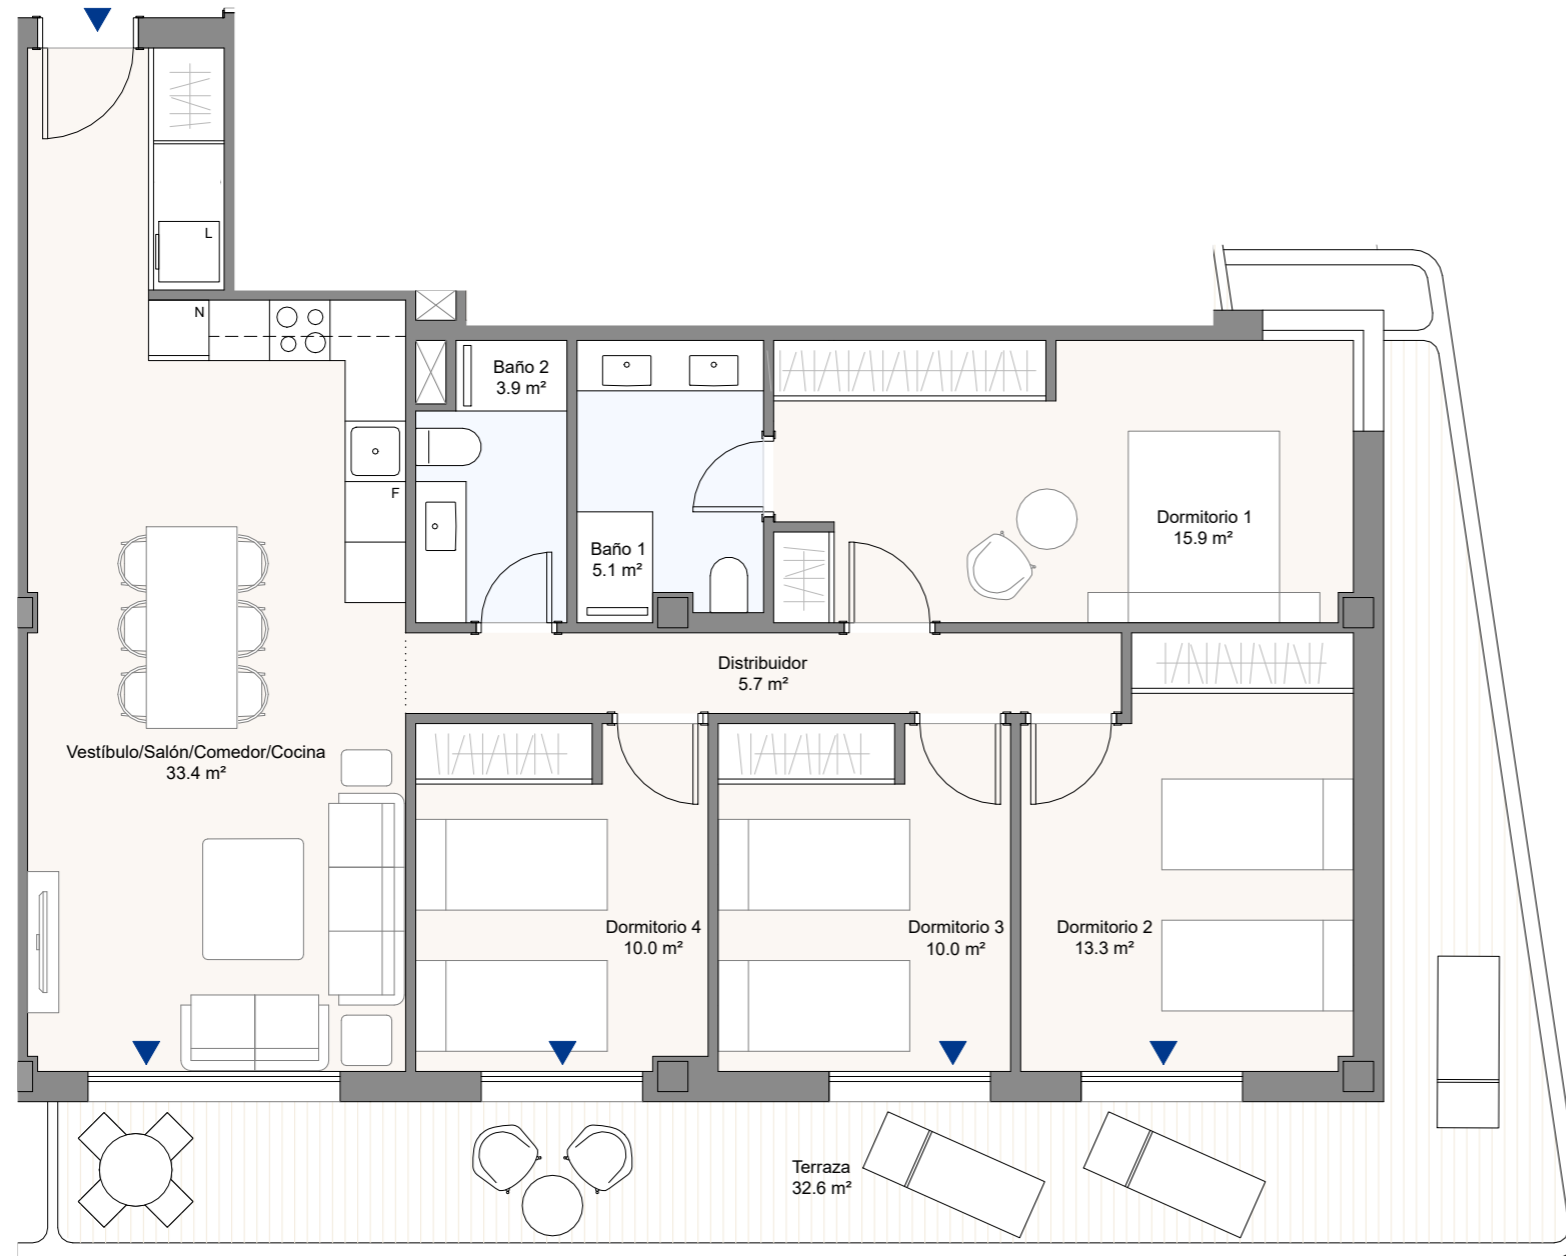 L
N
Baño 2
3.9 m²
F
Baño 1
5.1 m²
Dormitorio 1
15.9 m²
Distribuidor
5.7 m²
Vestíbulo/Salón/Comedor/Cocina
33.4 m²
Dormitorio 4
10.0 m²
Dormitorio 3
10.0 m²
Dormitorio 2
13.3 m²
Terraza
32.6 m²